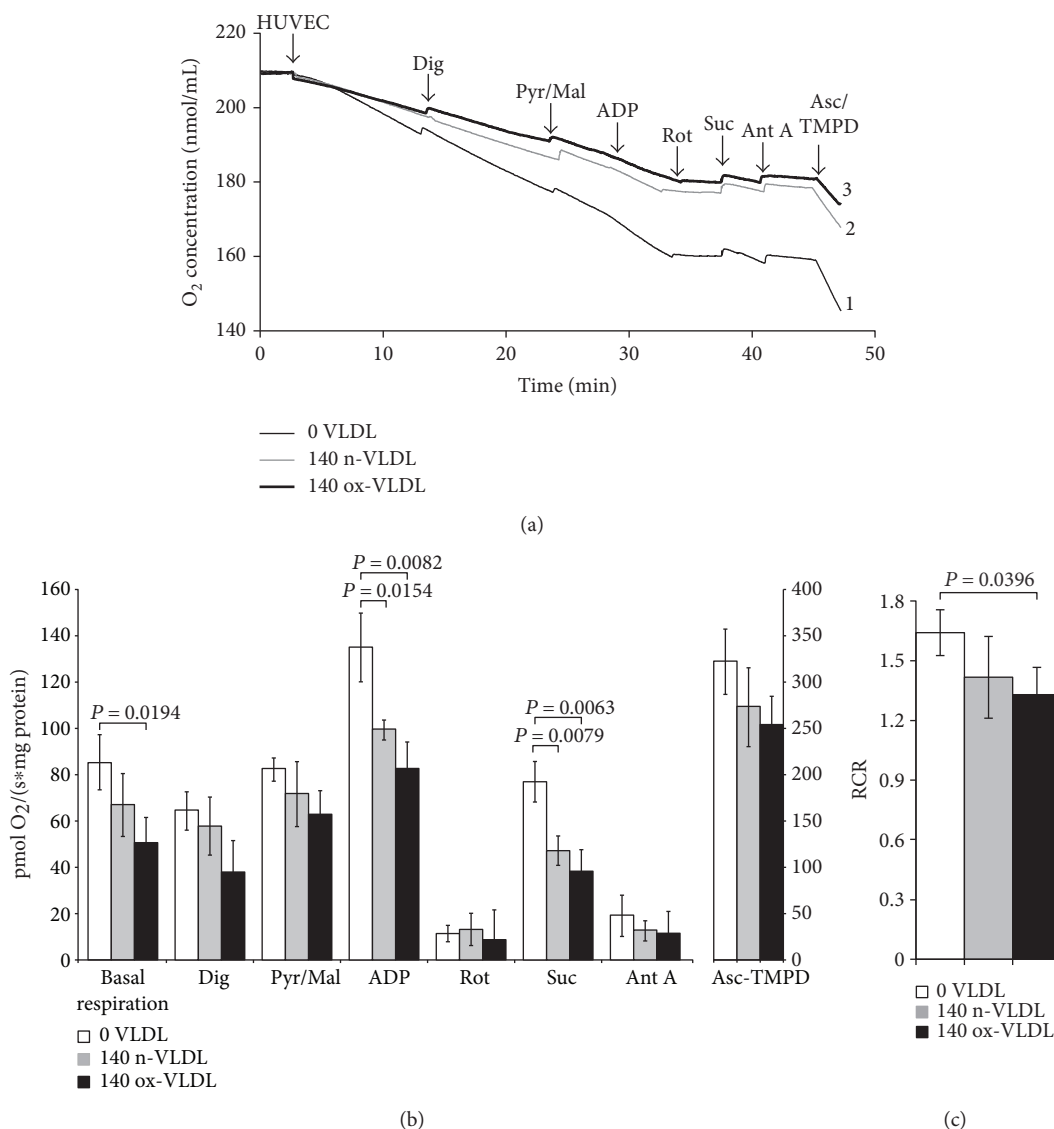 HUVEC
Dig
Pyr/Mal
ADP
Rot
Suc
Ant A
Asc/
TMPD
220
200
180
160
140
O2 concentration (nmol/mL)
3
2
1
0 10 20 30 40 50
Time (min)
0 VLDL
140 n-VLDL
140 ox-VLDL
(a)
P = 0.0082
P = 0.0154
P = 0.0194
P = 0.0063
P = 0.0079
160
140
120
100
80
60
40
20
0
pmol O2/(s*mg protein)
400
350
300
250
200
150
100
50
0
Basal
respiration
Dig
Pyr/Mal
ADP
Rot
Suc
Ant A
Asc-TMPD
0 VLDL
140 n-VLDL
140 ox-VLDL
(b)
P = 0.0396
1.8
1.5
1.2
0.9
0.6
0.3
0
RCR
0 VLDL
140 n-VLDL
140 ox-VLDL
(c)